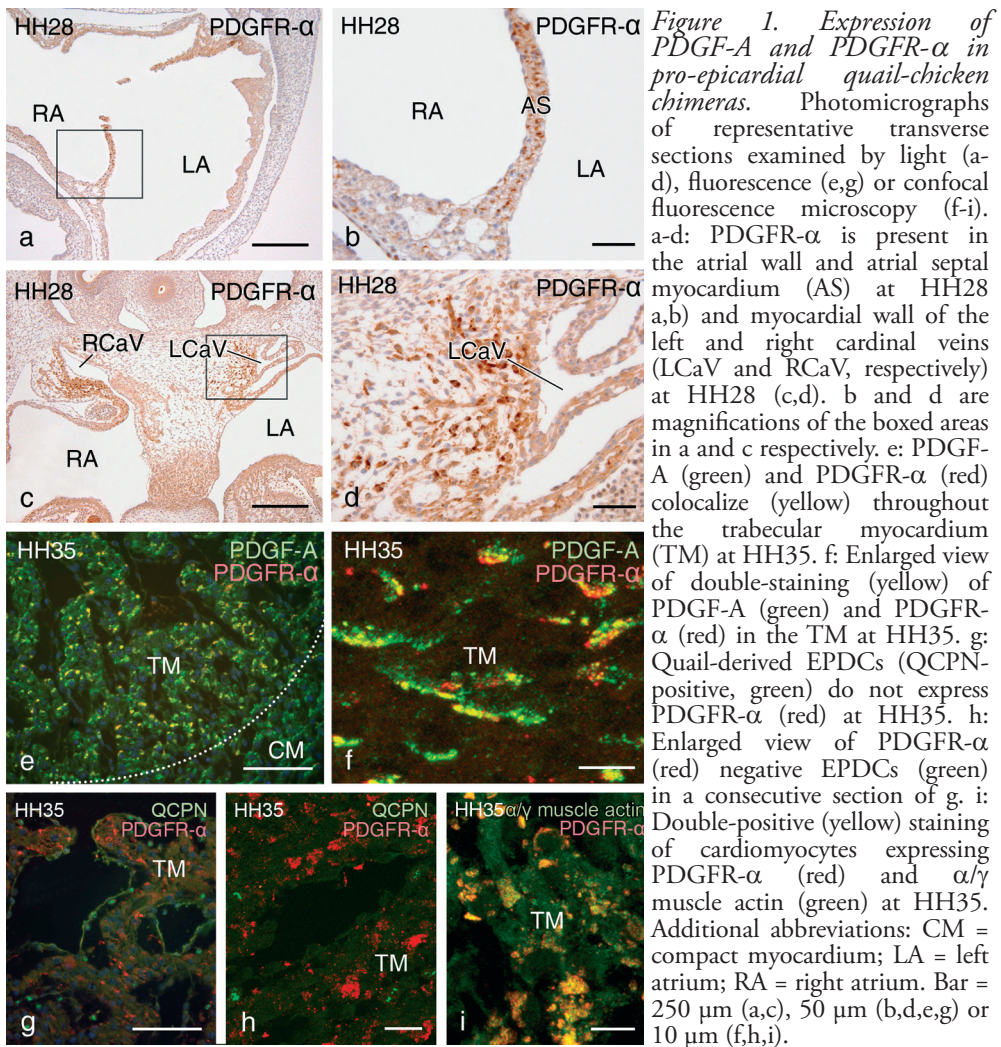 HH28 PDGFR-α
RA
LA
a
HH28 PDGFR-α
RA
AS
LA
b
HH28 PDGFR-α
RCaV
LCaV
RA
LA
c
HH28 PDGFR-α
LCaV
d
HH35 PDGF-A
PDGFR-α
TM
CM
e
HH35 PDGF-A
PDGFR-α
TM
f
HH35 QCPN
PDGFR-α
TM
g
HH35 QCPN
PDGFR-α
TM
h
HH35 α/γ muscle actin
PDGFR-α
TM
i
Figure 1. Expression of
PDGF-A and PDGFR-α in
pro-epicardial quail-chicken
chimeras. Photomicrographs
of representative transverse
sections examined by light (a-
d), fluorescence (e,g) or confocal
fluorescence microscopy (f-i).
a-d: PDGFR-α is present in
the atrial wall and atrial septal
myocardium (AS) at HH28
a,b) and myocardial wall of the
left and right cardinal veins
(LCaV and RCaV, respectively)
at HH28 (c,d). b and d are
magnifications of the boxed areas
in a and c respectively. e: PDGF-
A (green) and PDGFR-α (red)
colocalize (yellow) throughout
the trabecular myocardium
(TM) at HH35. f: Enlarged view
of double-staining (yellow) of
PDGF-A (green) and PDGFR-
α (red) in the TM at HH35. g:
Quail-derived EPDCs (QCPN-
positive, green) do not express
PDGFR-α (red) at HH35. h:
Enlarged view of PDGFR-α
(red) negative EPDCs (green)
in a consecutive section of g. i:
Double-positive (yellow) staining
of cardiomyocytes expressing
PDGFR-α (red) and α/γ
muscle actin (green) at HH35.
Additional abbreviations: CM =
compact myocardium; LA = left
atrium; RA = right atrium. Bar =
250 µm (a,c), 50 µm (b,d,e,g) or
10 µm (f,h,i).